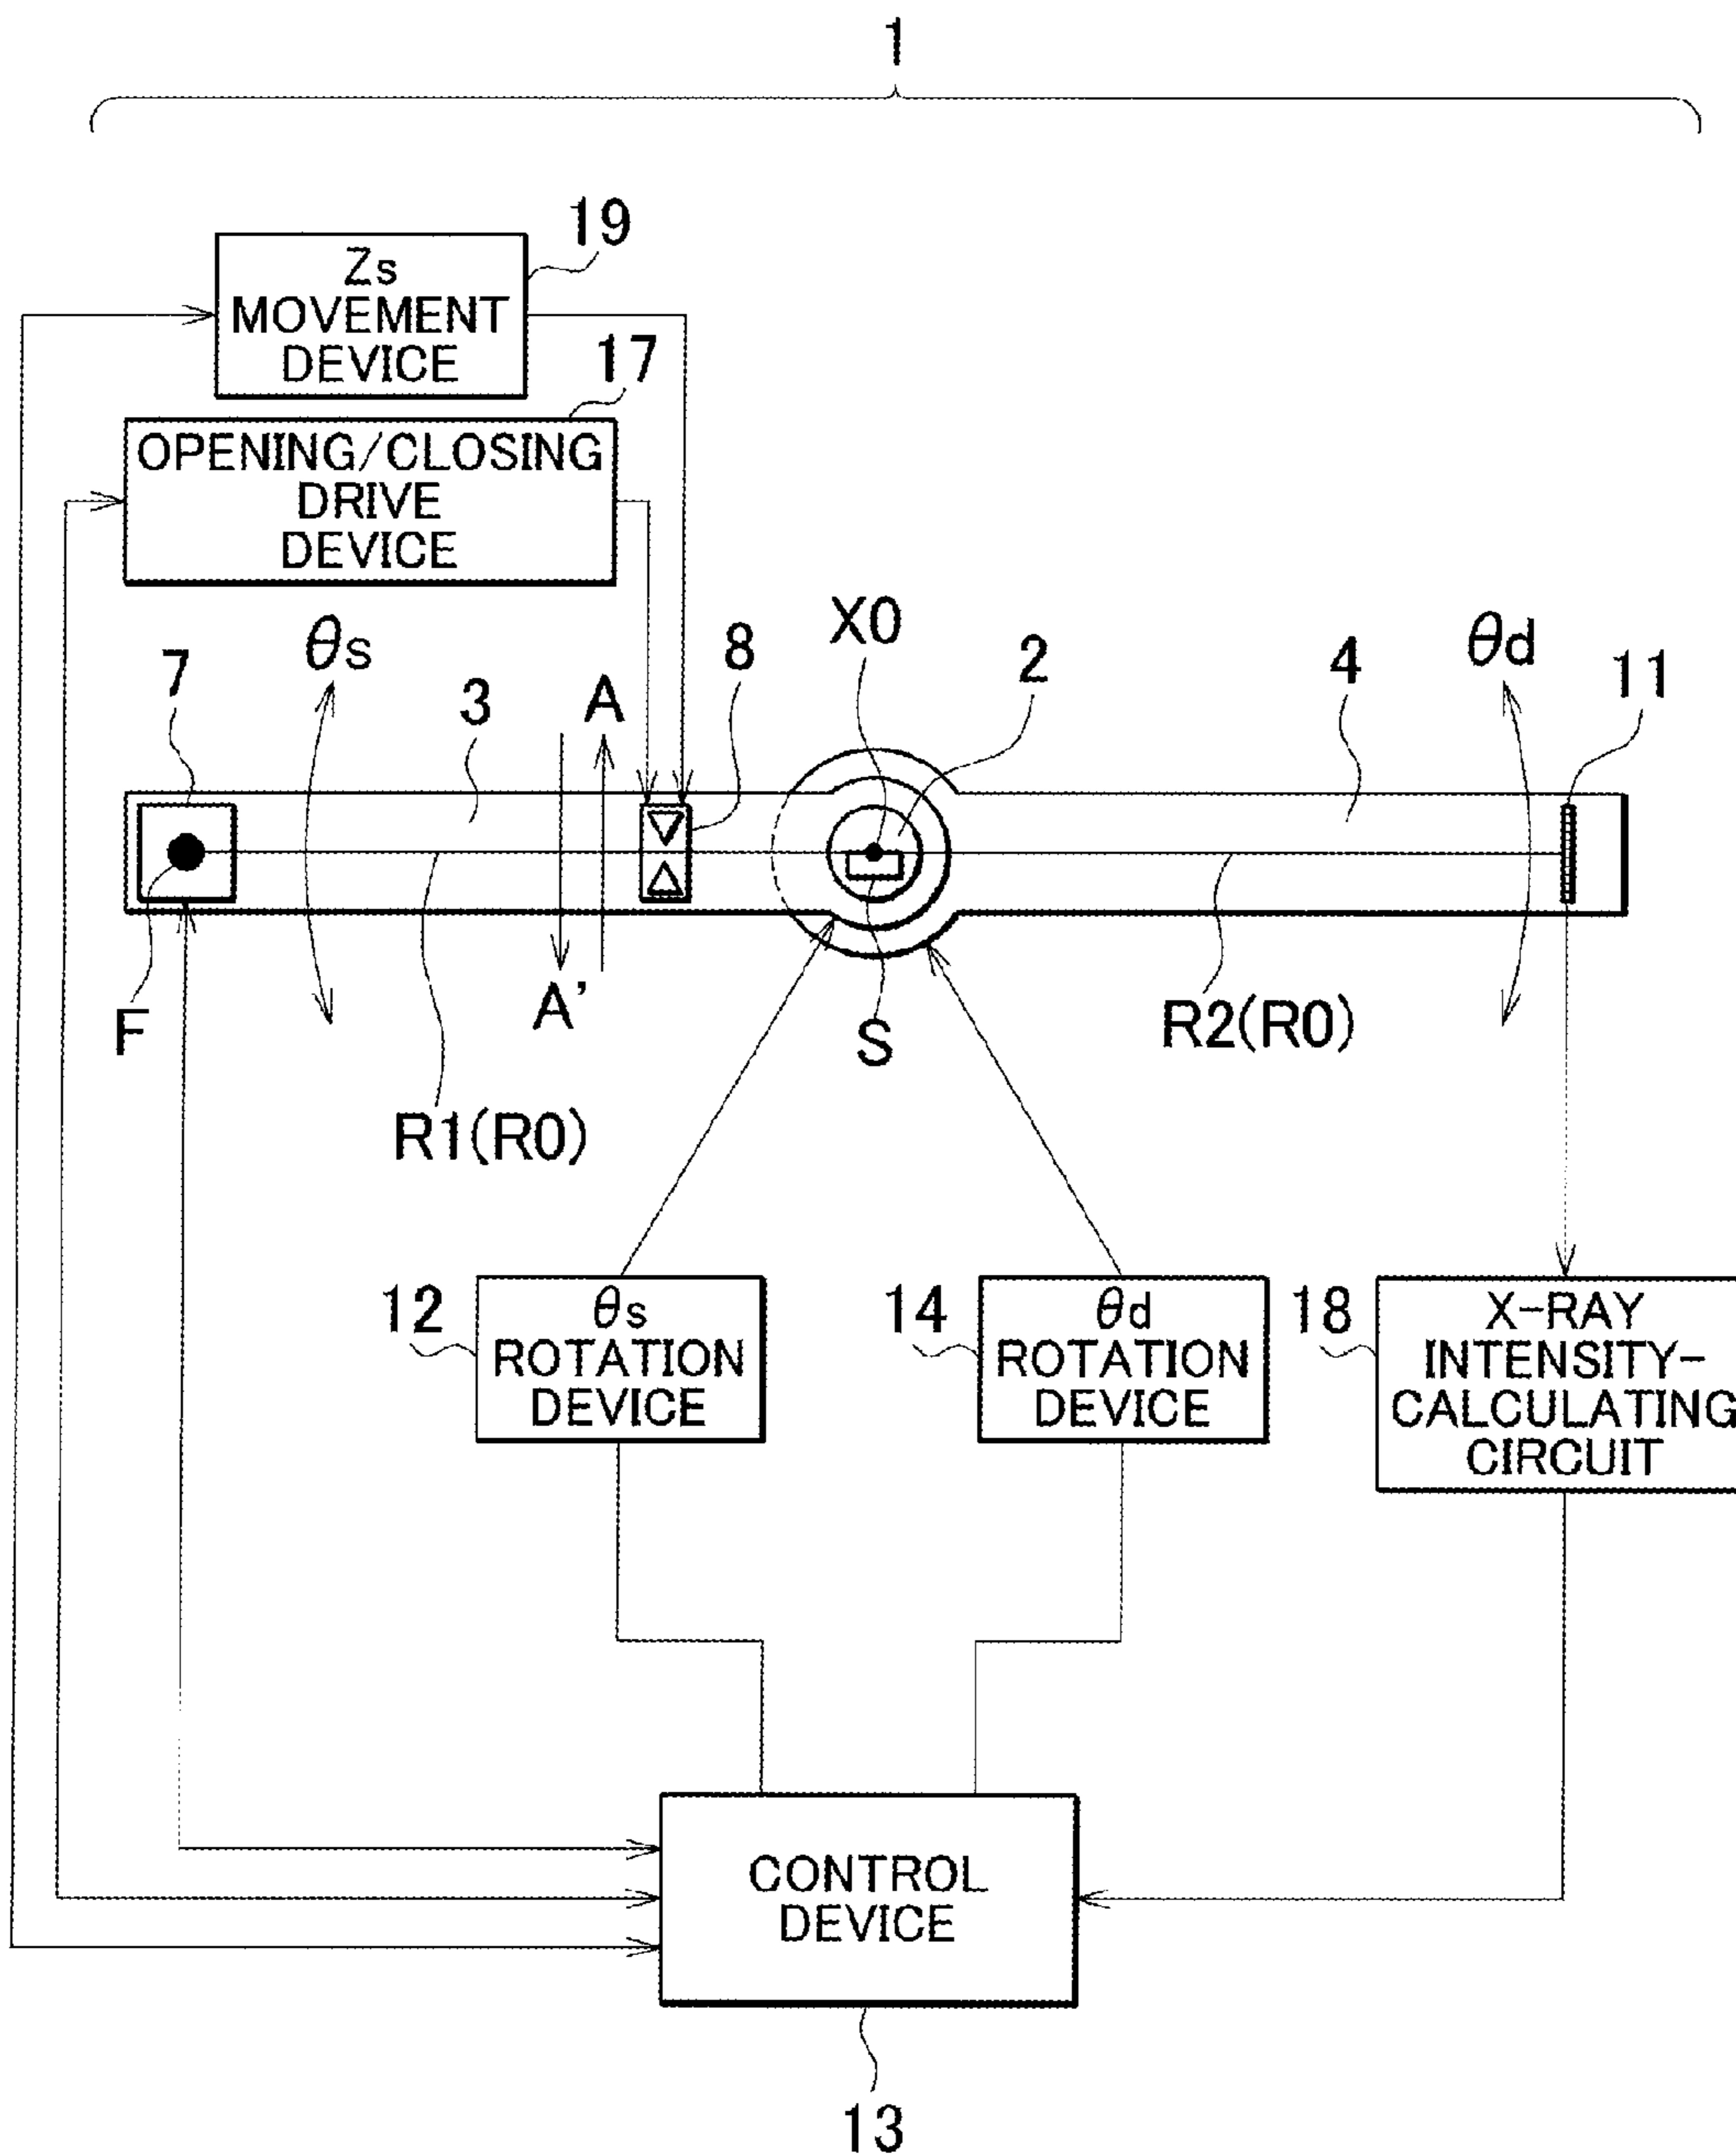 1
19
Zs
MOVEMENT
DEVICE
17
OPENING/CLOSING
DRIVE
DEVICE
X0
θs
θd
7
3
A
8
2
4
11
F
A'
S
R2(R0)
R1(R0)
12
θs
ROTATION
DEVICE
14
θd
ROTATION
DEVICE
18
X-RAY
INTENSITY-
CALCULATING
CIRCUIT
CONTROL
DEVICE
13